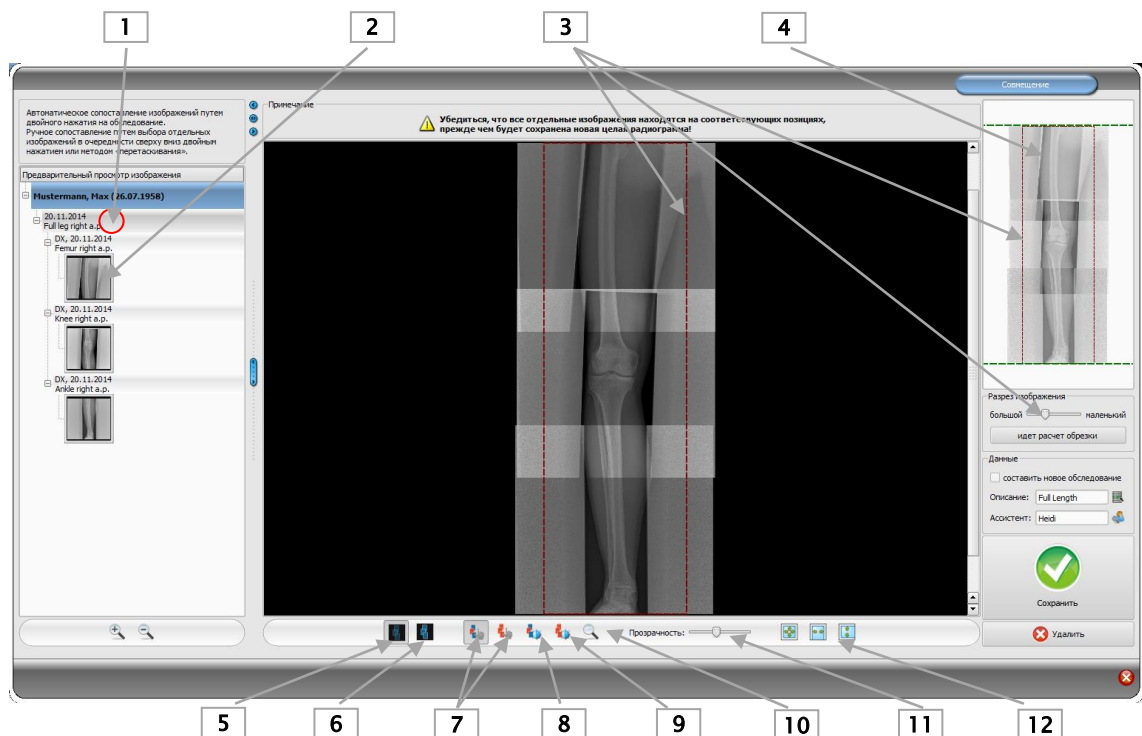 1
2
3
4
Совмещение
Автоматическое сопоставление изображений путем
двойного нажатия на обследование.
Ручное сопоставление путем выбора отдельных
изображений в очередности сверху вниз двойным
нажатием или методом «перетаскивания».
Предварительный просмотр изображения
Mustermann, Max (26.07.1958)
20.11.2014
Full leg right a.p.
DX, 20.11.2014
Femur right a.p.
DX, 20.11.2014
Knee right a.p.
DX, 20.11.2014
Ankle right a.p.
Примечание
Убедиться, что все отдельные изображения находятся на соответствующих позициях,
прежде чем будет сохранена новая целая радиограмма!
Прозрачность:
Разрез изображения
большой маленький
идет расчет обрезки
Данные
составить новое обследование
Описание: Full Length
Ассистент: Heidi
Сохранить
Удалить
5
6
7
8
9
10
11
12